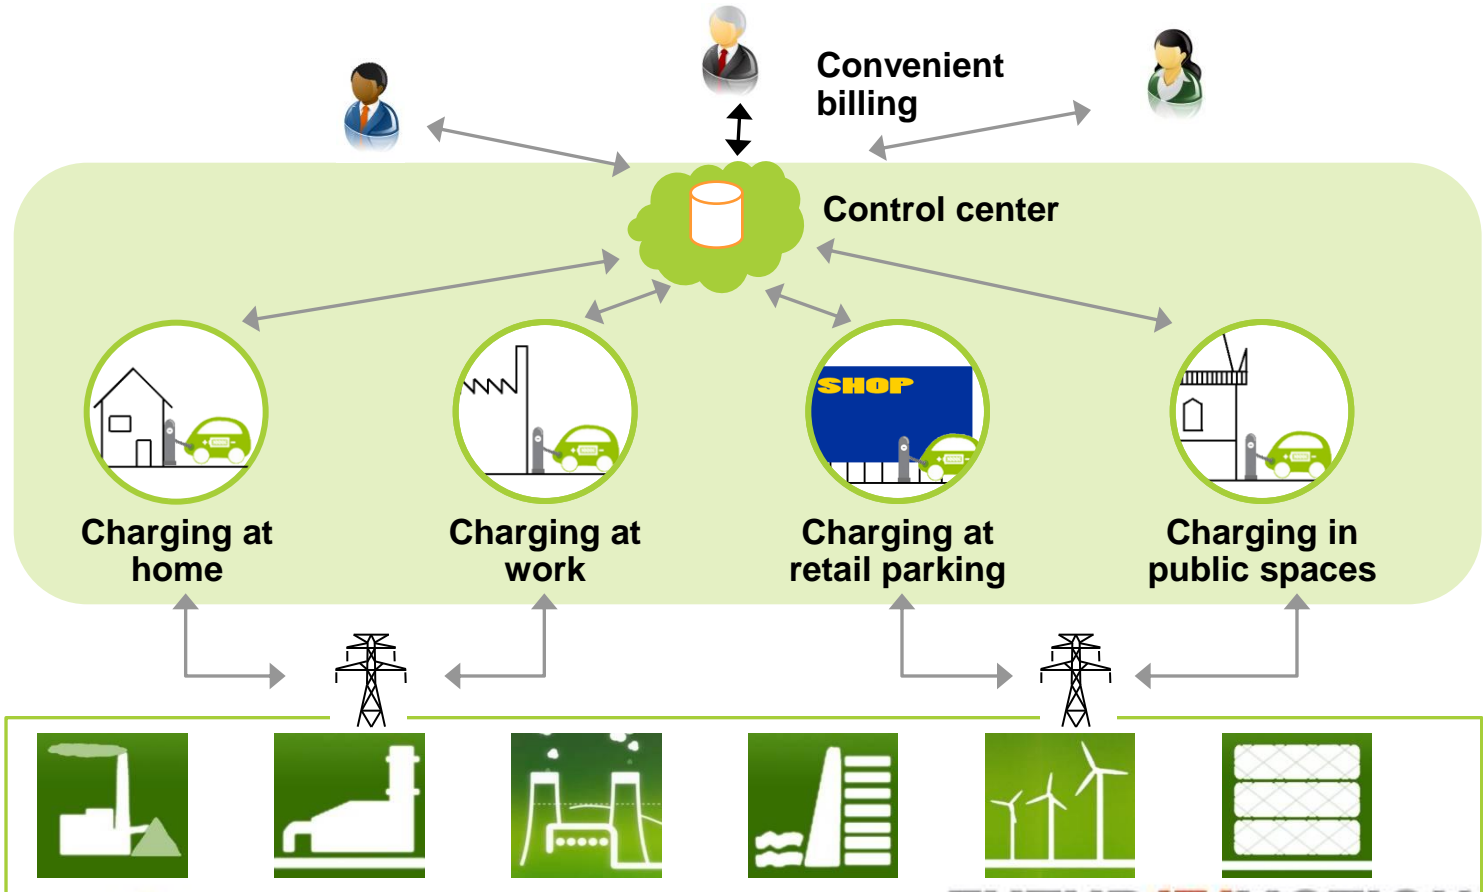 Convenient
billing
Control center
SHOP
Charging at
home
Charging at
work
Charging at
retail parking
Charging in
public spaces